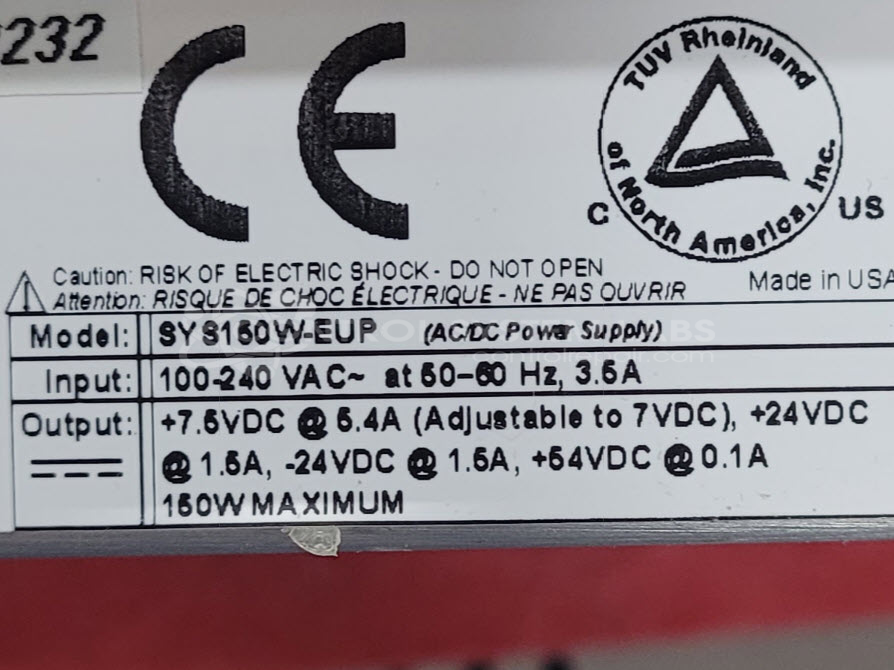 232
CE
TUV Rheinland
of North America, Inc.
C US
Caution: RISK OF ELECTRIC SHOCK - DO NOT OPEN
Attention: RISQUE DE CHOC ÉLECTRIQUE - NE PAS OUVRIR
Made in USA
Model: SYS150W-EUP (AC/DC Power Supply)
Input: 100-240 VAC~ at 50-60 Hz, 3.5A
Output: +7.5VDC @ 5.4A (Adjustable to 7VDC), +24VDC
@ 1.5A, -24VDC @ 1.5A, +54VDC @ 0.1A
150W MAXIMUM